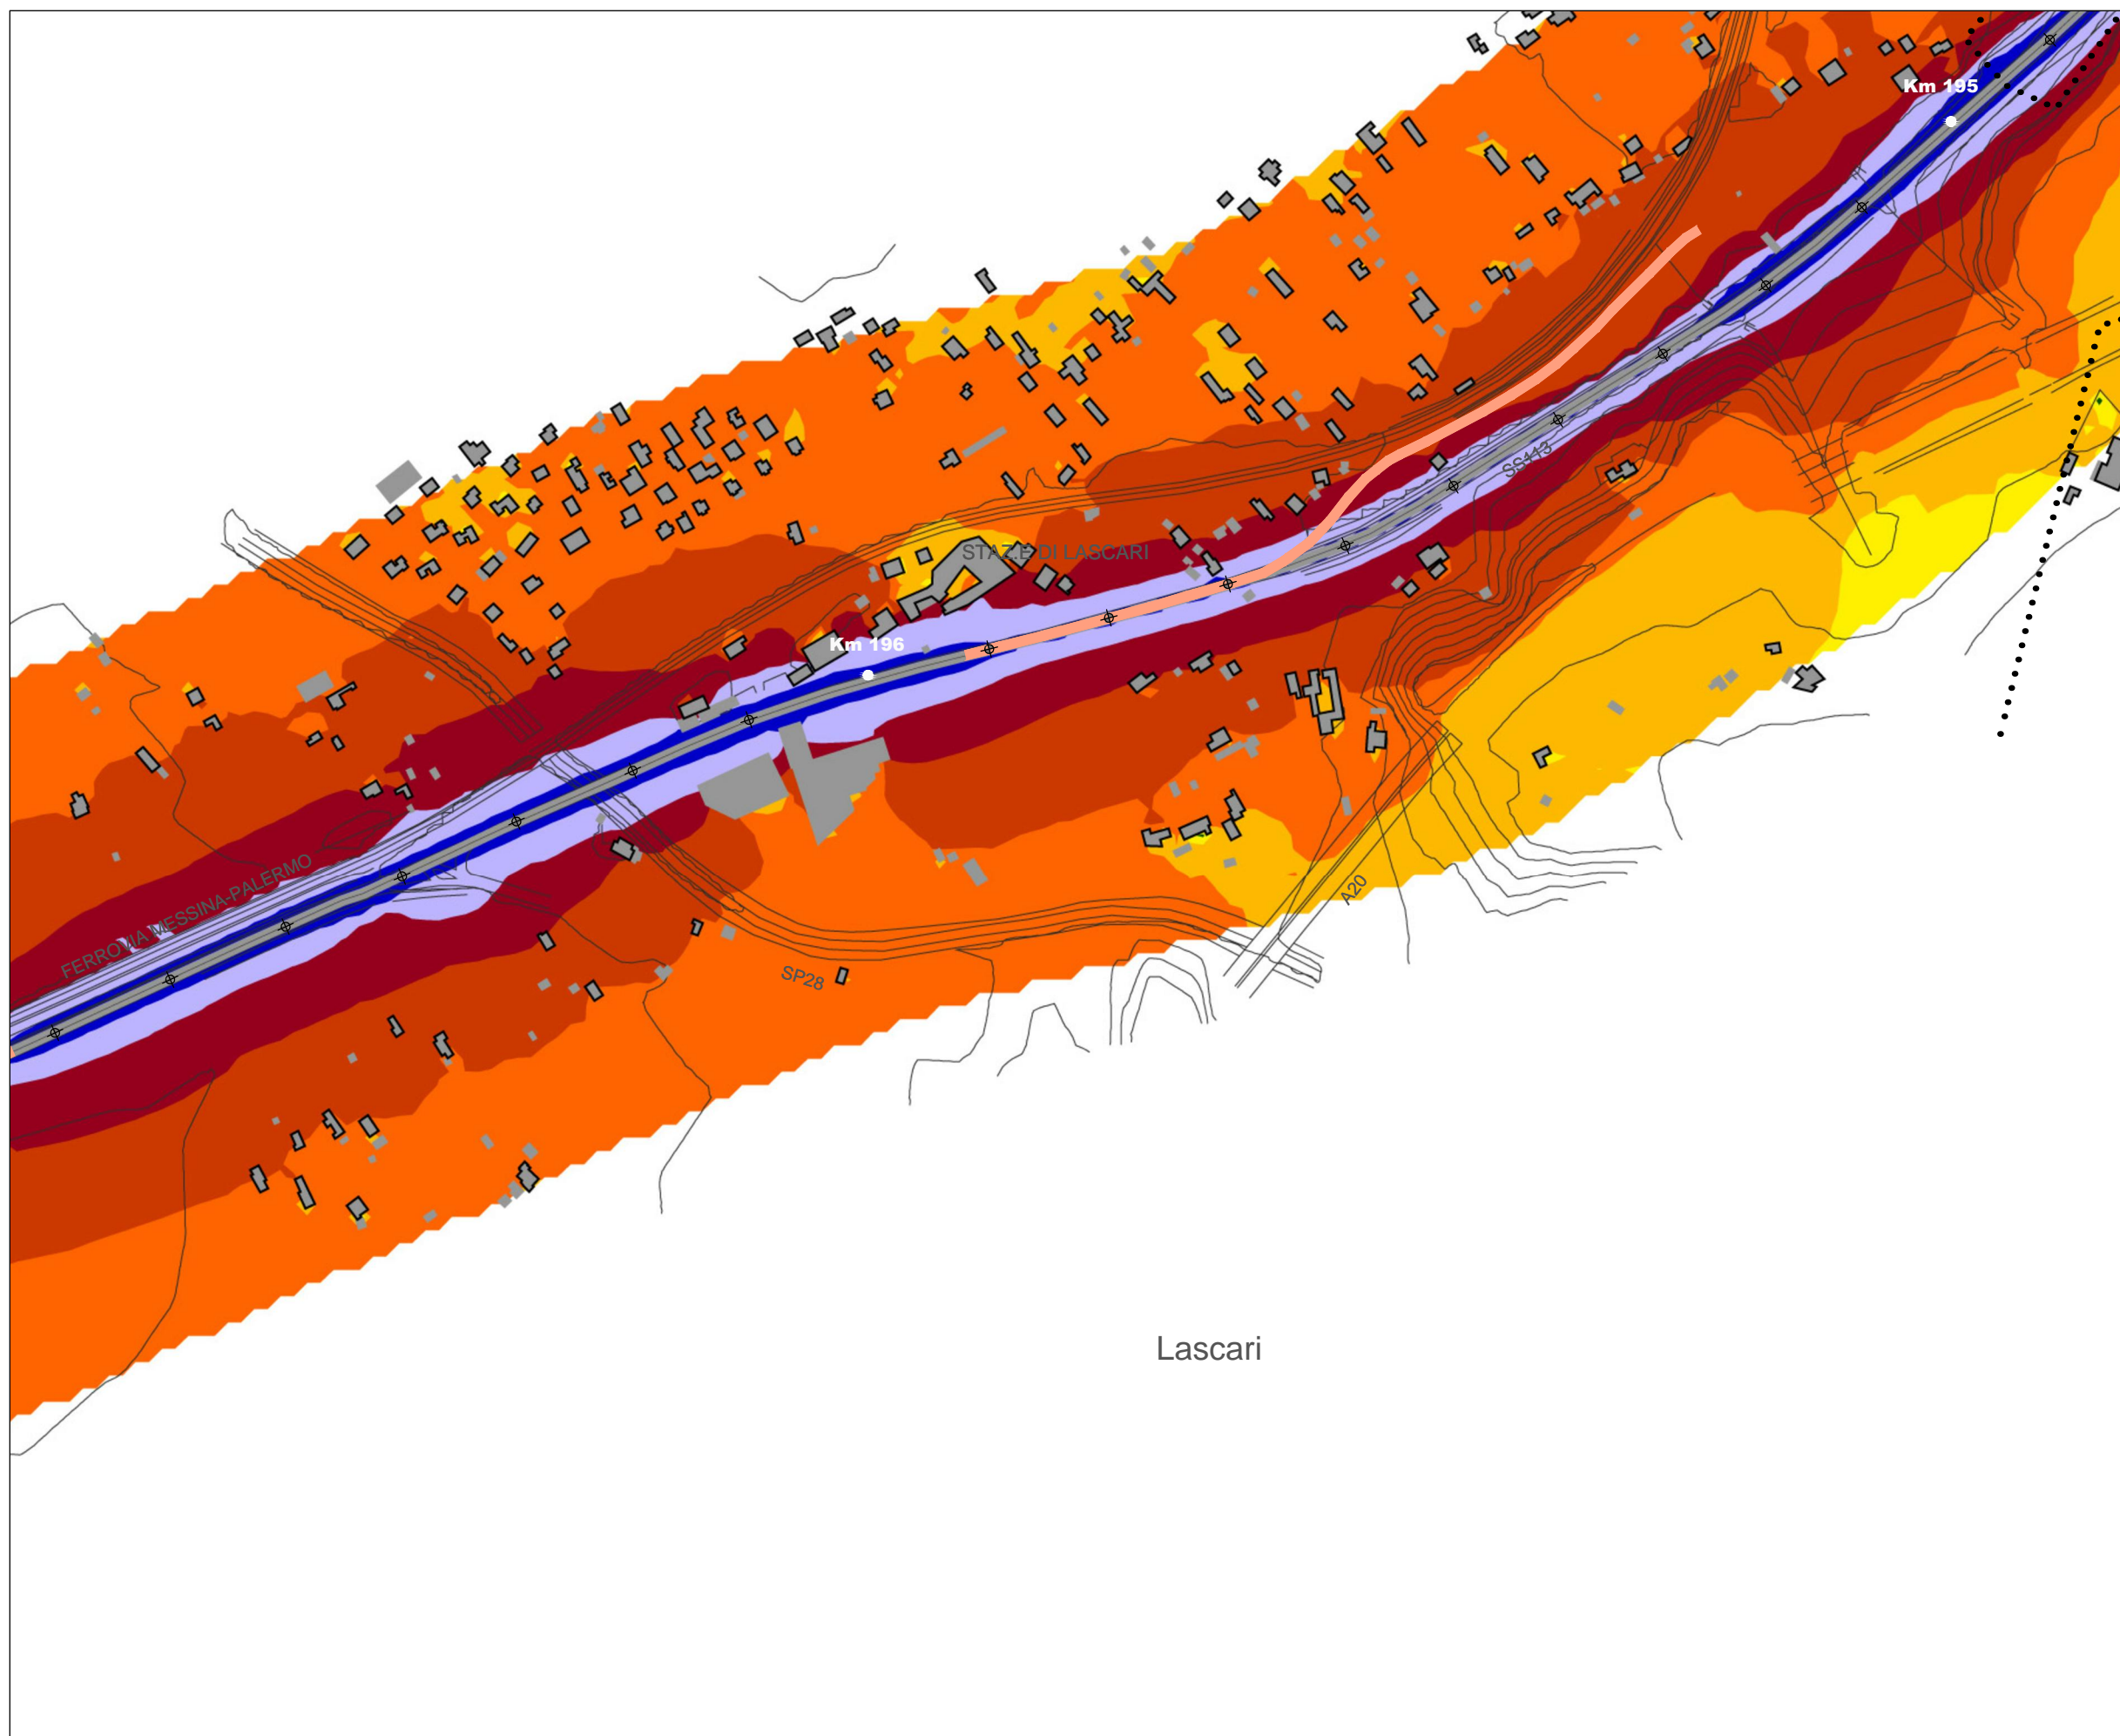 Km 195
SS113
STAZ.E DI LASCARI
Km 196
FERROVIA MESSINA-PALERMO
A20
SP28
Lascari